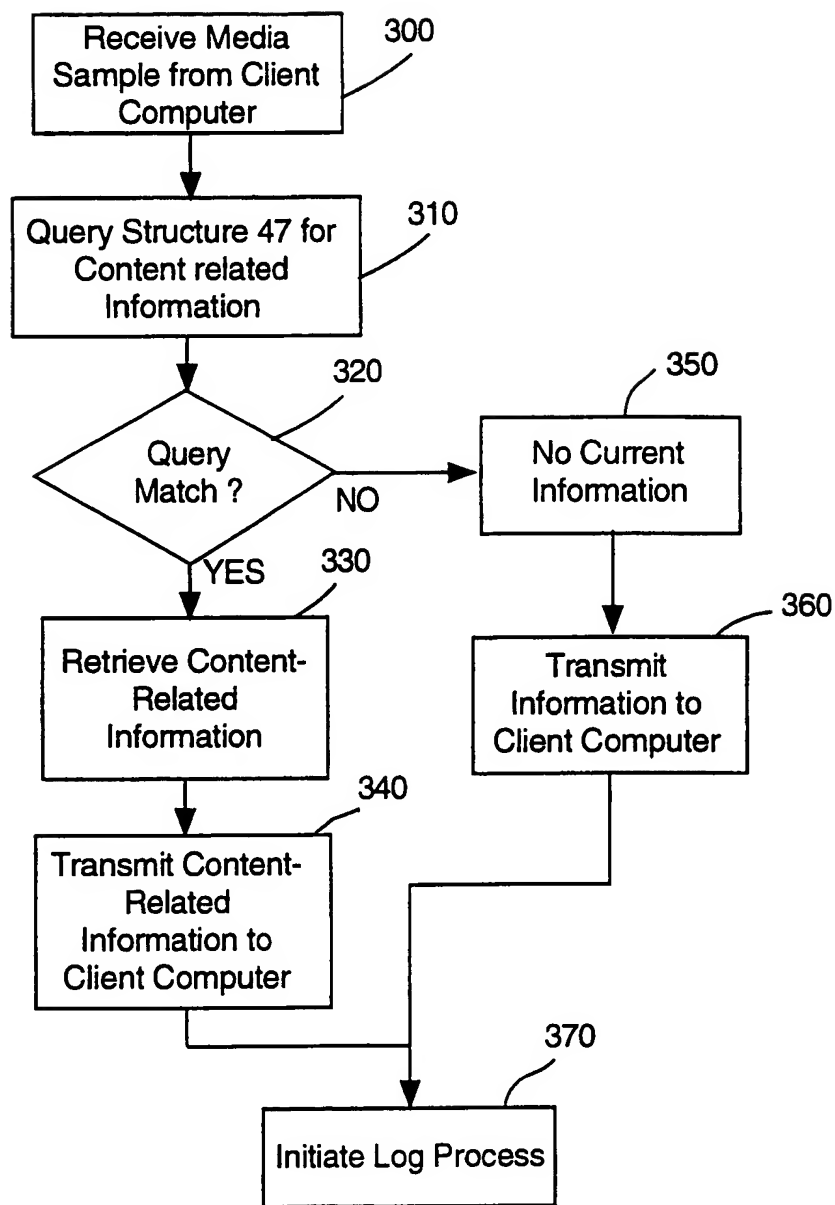 Receive Media
Sample from Client
Computer
300
Query Structure 47 for
Content related
Information
310
Query
Match ?
320
NO
YES
No Current
Information
350
Retrieve Content-
Related
Information
330
Transmit
Information to
Client Computer
360
Transmit Content-
Related
Information to
Client Computer
340
Initiate Log Process
370